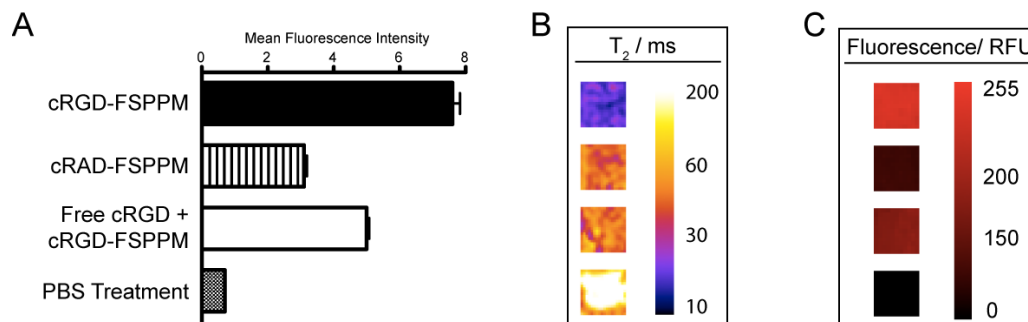 A
Mean Fluorescence Intensity
0 2 4 6 8
cRGD-FSPPM
cRAD-FSPPM
Free cRGD +
cRGD-FSPPM
PBS Treatment
B
T2 / ms
200
60
30
10
C
Fluorescence/ RFU
255
200
150
0